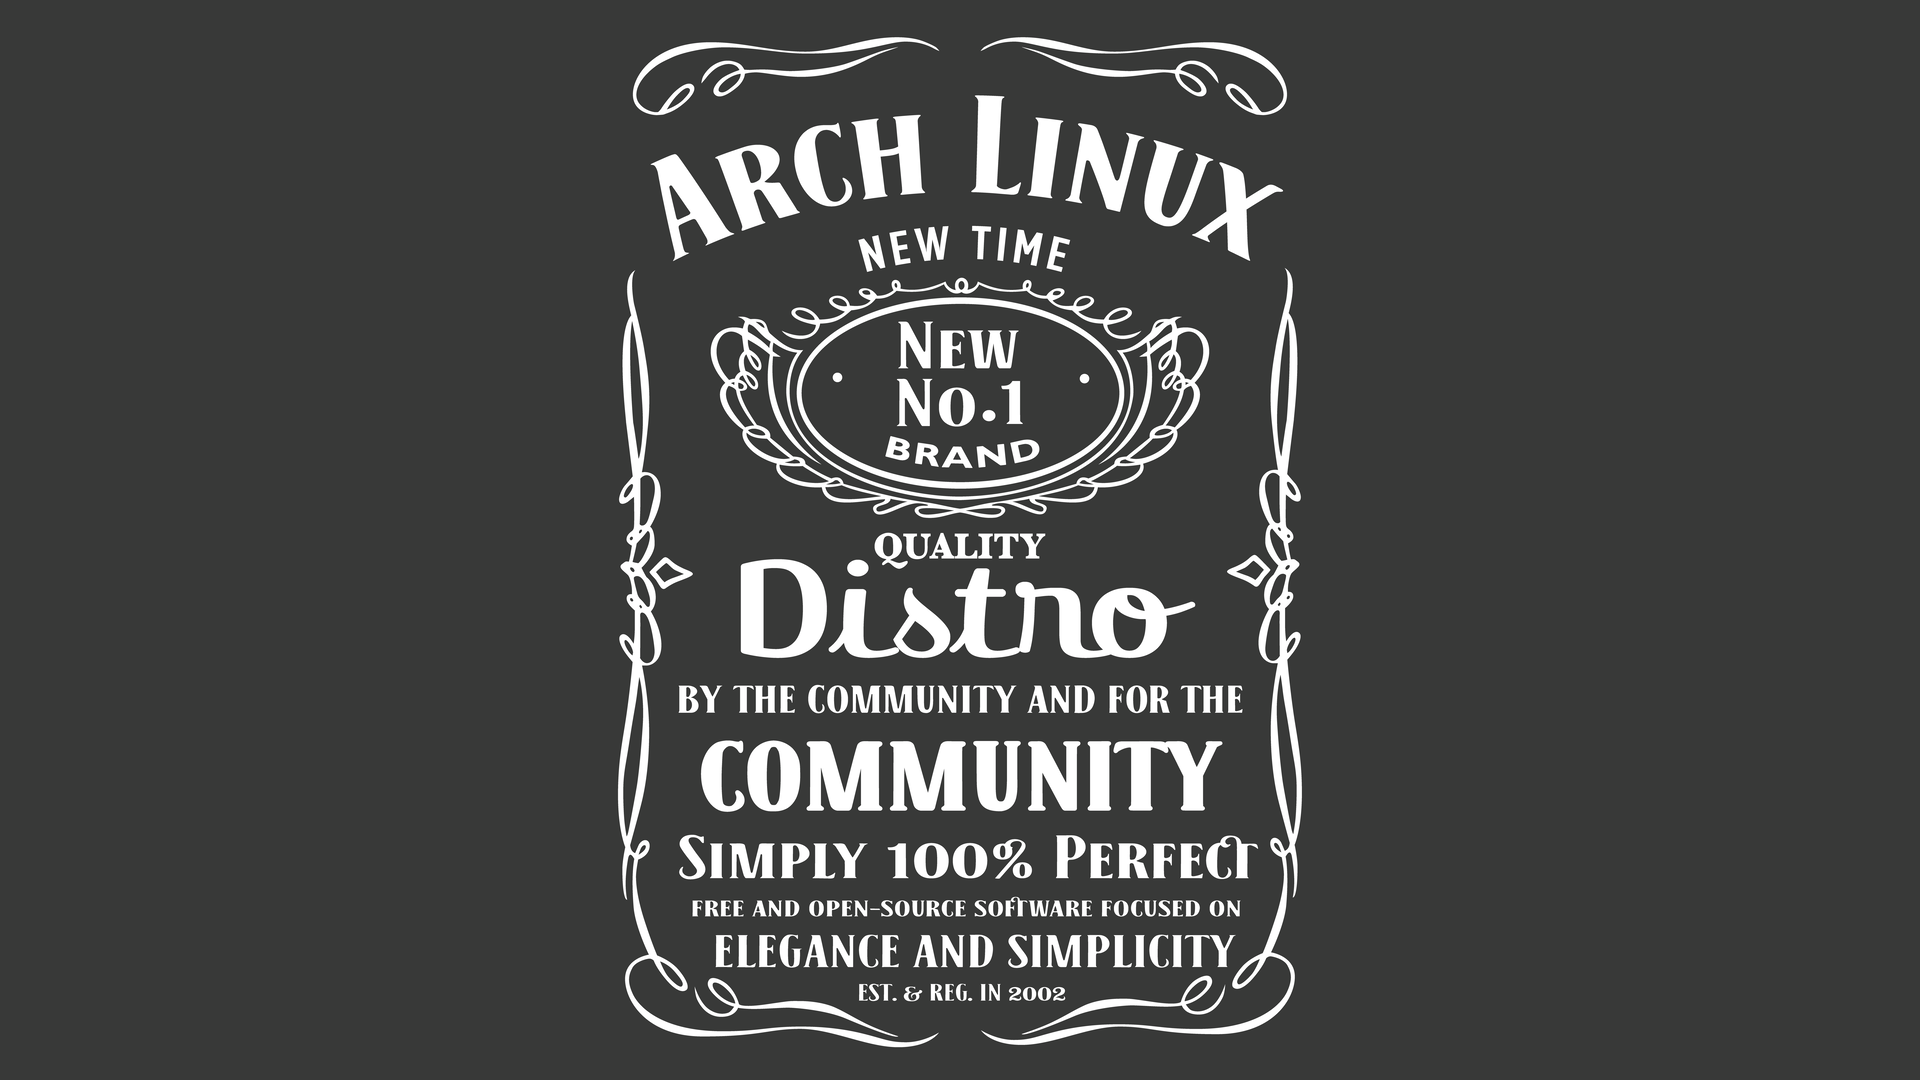 ARCH LINUX
NEW TIME
NEW
No.1
BRAND
QUALITY
Distro
BY THE COMMUNITY AND FOR THE
COMMUNITY
SIMPLY 100% PERFECT
FREE AND OPEN-SOURCE SOFTWARE FOCUSED ON
ELEGANCE AND SIMPLICITY
EST. & REG. IN 2002